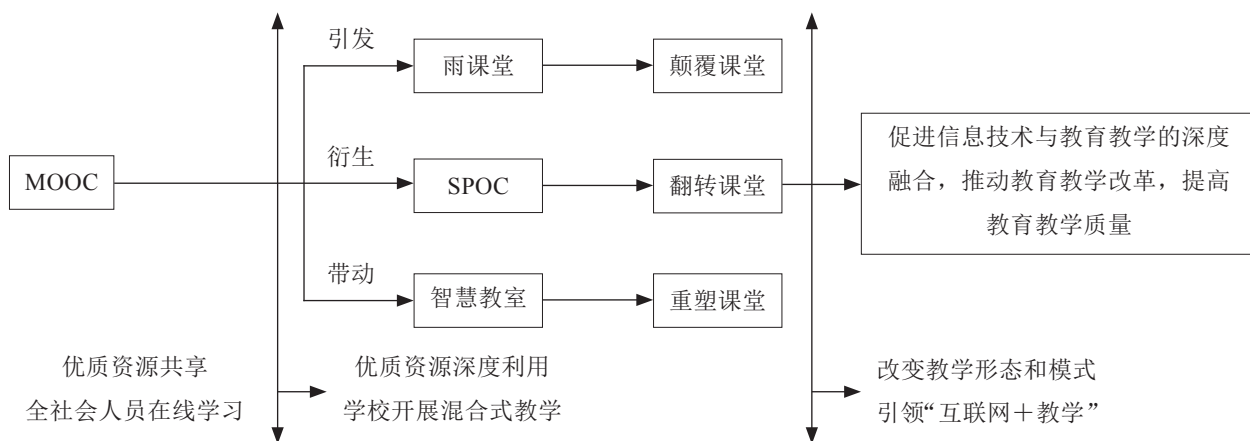 引发
雨课堂
颠覆课堂
MOOC
衍生
SPOC
翻转课堂
促进信息技术与教育教学的深度
融合，推动教育教学改革，提高
教育教学质量
带动
智慧教室
重塑课堂
优质资源共享
全社会人员在线学习
优质资源深度利用
学校开展混合式教学
改变教学形态和模式
引领“互联网＋教学”